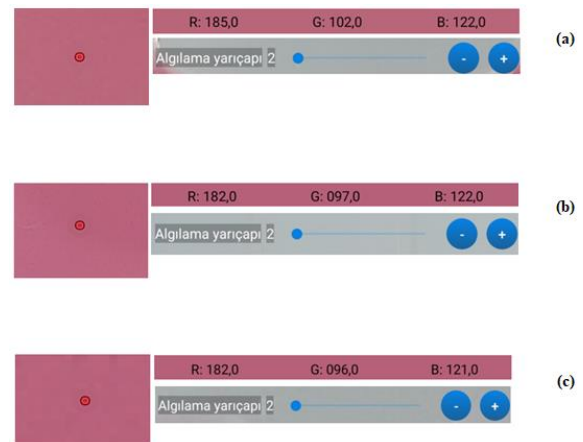 R: 185,0 G: 102,0 B: 122,0
(a)
Algılama yarıçapı 2 - +
R: 182,0 G: 097,0 B: 122,0
(b)
Algılama yarıçapı 2 - +
R: 182,0 G: 096,0 B: 121,0
(c)
Algılama yarıçapı 2 - +